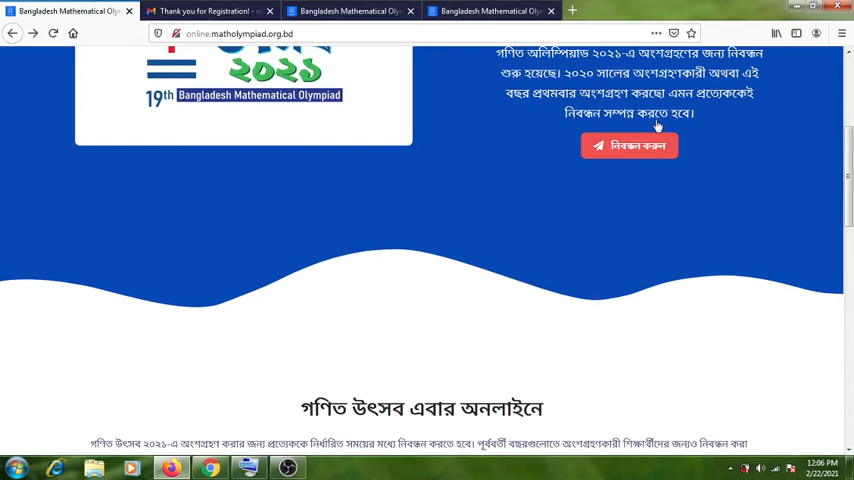 Bangladesh Mathematical Olym
Thank you for Registration! -
Bangladesh Mathematical Olym
Bangladesh Mathematical Olym
online.matholympiad.org.bd
২০২১
19th Bangladesh Mathematical Olympiad
গণিত অলিম্পিয়াড ২০২১-এ অংশগ্রহণের জন্য নিবন্ধন
শুরু হয়েছে। ২০২০ সালের অংশগ্রহণকারী অথবা এই
বছর প্রথমবার অংশগ্রহণ করছো এমন প্রত্যেককেই
নিবন্ধন সম্পন্ন করতে হবে।
নিবন্ধন করুন
গণিত উৎসব এবার অনলাইনে
গণিত উৎসব ২০২১-এ অংশগ্রহণ করার জন্য প্রত্যেককে নির্ধারিত সময়ের মধ্যে নিবন্ধন করতে হবে। পূর্ববর্তী বছরগুলোতে অংশগ্রহণকারী শিক্ষার্থীদের জন্যও নিবন্ধন করা
12:06 PM
2/22/2021